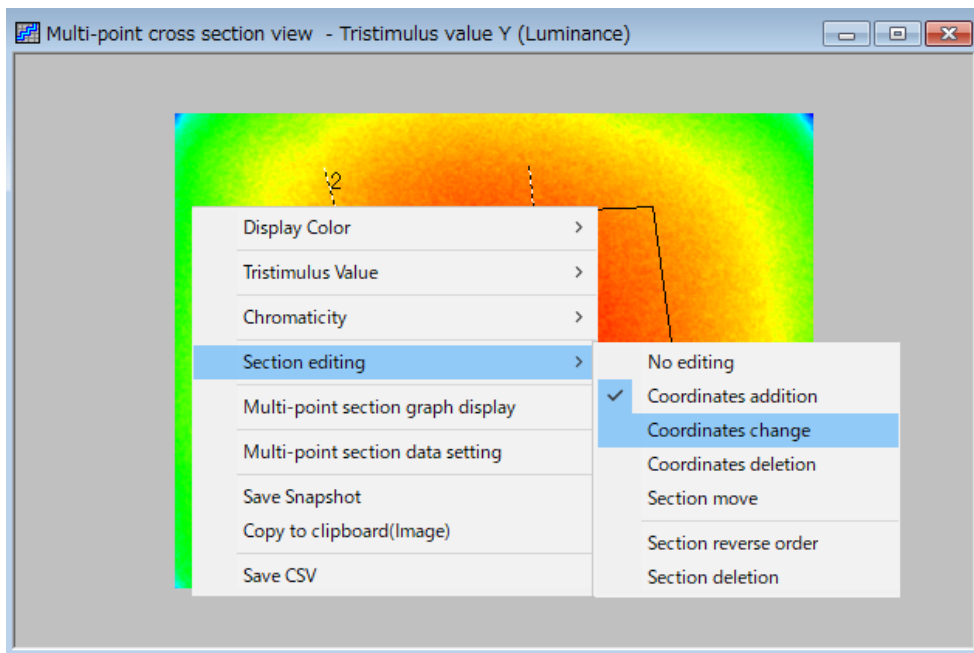 Multi-point cross section view - Tristimulus value Y (Luminance)
2
Display Color
Tristimulus Value
Chromaticity
Section editing
Multi-point section graph display
Multi-point section data setting
Save Snapshot
Copy to clipboard(Image)
Save CSV
No editing
Coordinates addition
Coordinates change
Coordinates deletion
Section move
Section reverse order
Section deletion